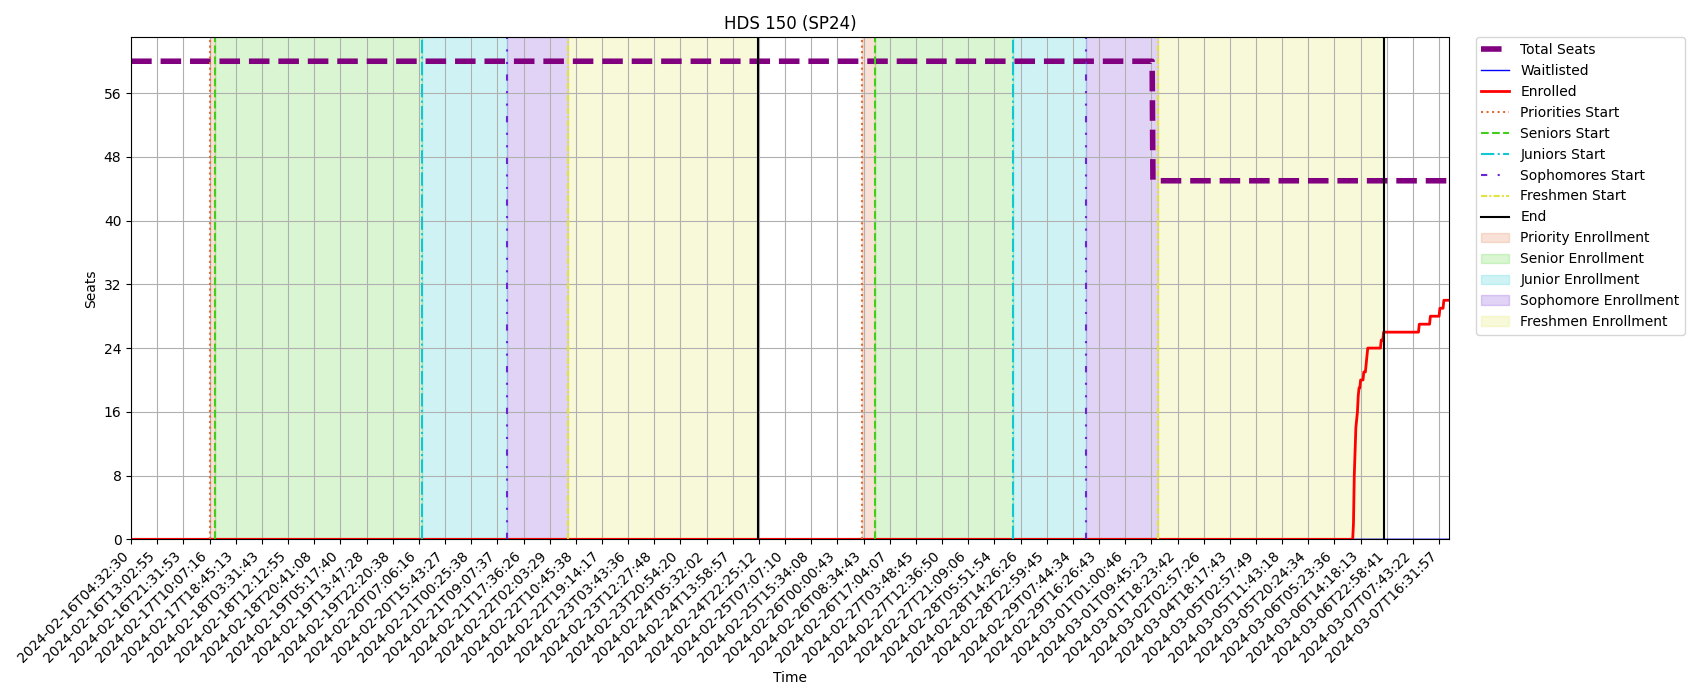 HDS 150 (SP24)
Total Seats
Waitlisted
Enrolled
Priorities Start
Seniors Start
Juniors Start
Sophomores Start
Freshmen Start
End
Priority Enrollment
Senior Enrollment
Junior Enrollment
Sophomore Enrollment
Freshmen Enrollment
Seats
56
48
40
32
24
16
8
0
2024-02-16T04:32:30
2024-02-16T13:02:55
2024-02-16T21:31:53
2024-02-17T10:07:16
2024-02-17T18:45:13
2024-02-18T03:31:43
2024-02-18T12:12:55
2024-02-18T20:41:08
2024-02-19T05:17:40
2024-02-19T13:47:28
2024-02-19T22:20:38
2024-02-20T07:06:16
2024-02-20T15:43:27
2024-02-21T00:25:38
2024-02-21T09:07:37
2024-02-21T17:36:26
2024-02-22T02:03:29
2024-02-22T10:45:38
2024-02-22T19:14:17
2024-02-23T03:43:36
2024-02-23T12:27:48
2024-02-23T20:54:20
2024-02-24T05:32:02
2024-02-24T13:58:57
2024-02-24T22:25:12
2024-02-25T07:07:10
2024-02-25T15:34:08
2024-02-26T00:00:43
2024-02-26T08:34:43
2024-02-26T17:04:07
2024-02-27T03:48:45
2024-02-27T12:36:50
2024-02-27T21:09:06
2024-02-28T05:51:54
2024-02-28T14:26:26
2024-02-28T22:59:45
2024-02-29T07:44:34
2024-02-29T16:26:43
2024-03-01T01:00:46
2024-03-01T09:45:23
2024-03-01T18:23:42
2024-03-02T02:57:26
2024-03-04T18:17:43
2024-03-05T02:57:49
2024-03-05T11:43:18
2024-03-05T20:24:34
2024-03-06T05:23:36
2024-03-06T14:18:13
2024-03-06T22:58:41
2024-03-07T07:43:22
2024-03-07T16:31:57
Time